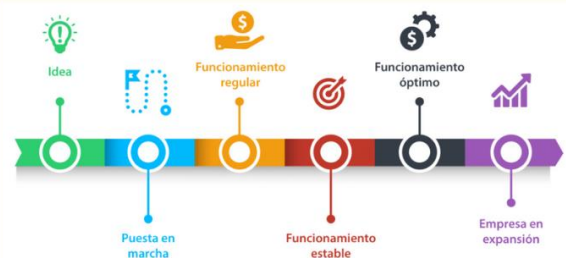 Idea
Puesta en
marcha
Funcionamiento
regular
Funcionamiento
estable
Funcionamiento
óptimo
Empresa en
expansión